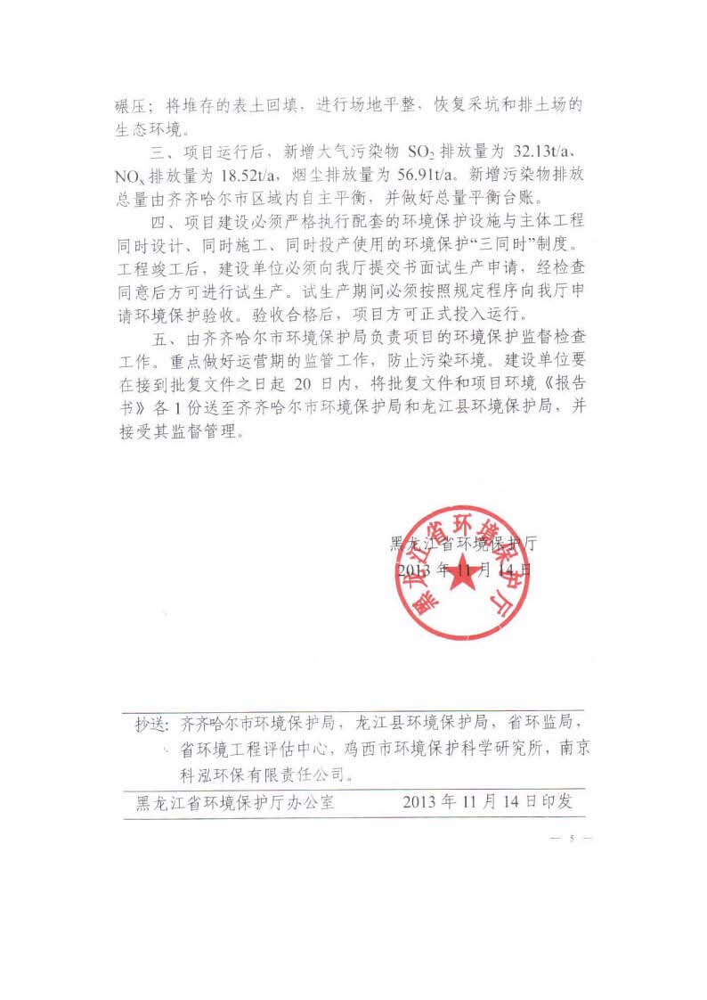 碾压；将堆存的表土回填，进行场地平整，恢复采坑和排土场的
生态环境。
三、项目运行后，新增大气污染物 SO₂ 排放量为 32.13t/a、
NOₓ 排放量为 18.52t/a，烟尘排放量为 56.91t/a。新增污染物排放
总量由齐齐哈尔市区域内自主平衡，并做好总量平衡台账。
四、项目建设必须严格执行配套的环境保护设施与主体工程
同时设计、同时施工、同时投产使用的环境保护“三同时”制度。
工程竣工后，建设单位必须向我厅提交书面试生产申请，经检查
同意后方可进行试生产。试生产期间必须按照规定程序向我厅申
请环境保护验收。验收合格后，项目方可正式投入运行。
五、由齐齐哈尔市环境保护局负责项目的环境保护监督检查
工作。重点做好运营期的监管工作，防止污染环境。建设单位要
在接到批复文件之日起 20 日内，将批复文件和项目环境《报告
书》各 1 份送至齐齐哈尔市环境保护局和龙江县环境保护局，并
接受其监督管理。
黑龙江省环境保护厅
黑龙江省环境保护厅
2013 年 11 月 14 日
抄送：齐齐哈尔市环境保护局，龙江县环境保护局，省环监局，
省环境工程评估中心，鸡西市环境保护科学研究所，南京
科泓环保有限责任公司。
黑龙江省环境保护厅办公室 2013 年 11 月 14 日印发
— 5 —